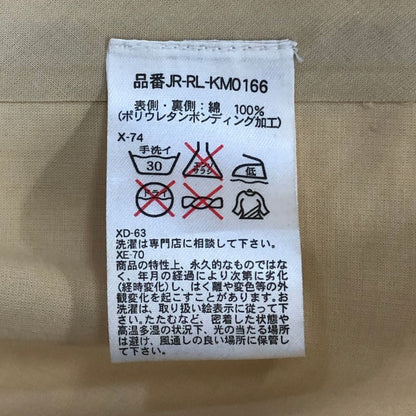 品番JR-RL-KM0166
表側・裏側：綿　100%
(ポリウレタンボンディング加工)
X-74
手洗イ
30
エンソ
サラシ
低
ドライ
XD-63
洗濯は専門店に相談して下さい。
XE-70
商品の特性上、永久的なものではな
く、年月の経過により次第に劣化
(経時変化)し、はく離や変色等の外
観変化を起こすことがあります。お
洗濯は、取り扱い絵表示に従って下
さい。
たたむなど、密着した状態や
高温多湿の状況下、光の当たる場所
は避け、風通しの良い場所に保管し
て下さい。